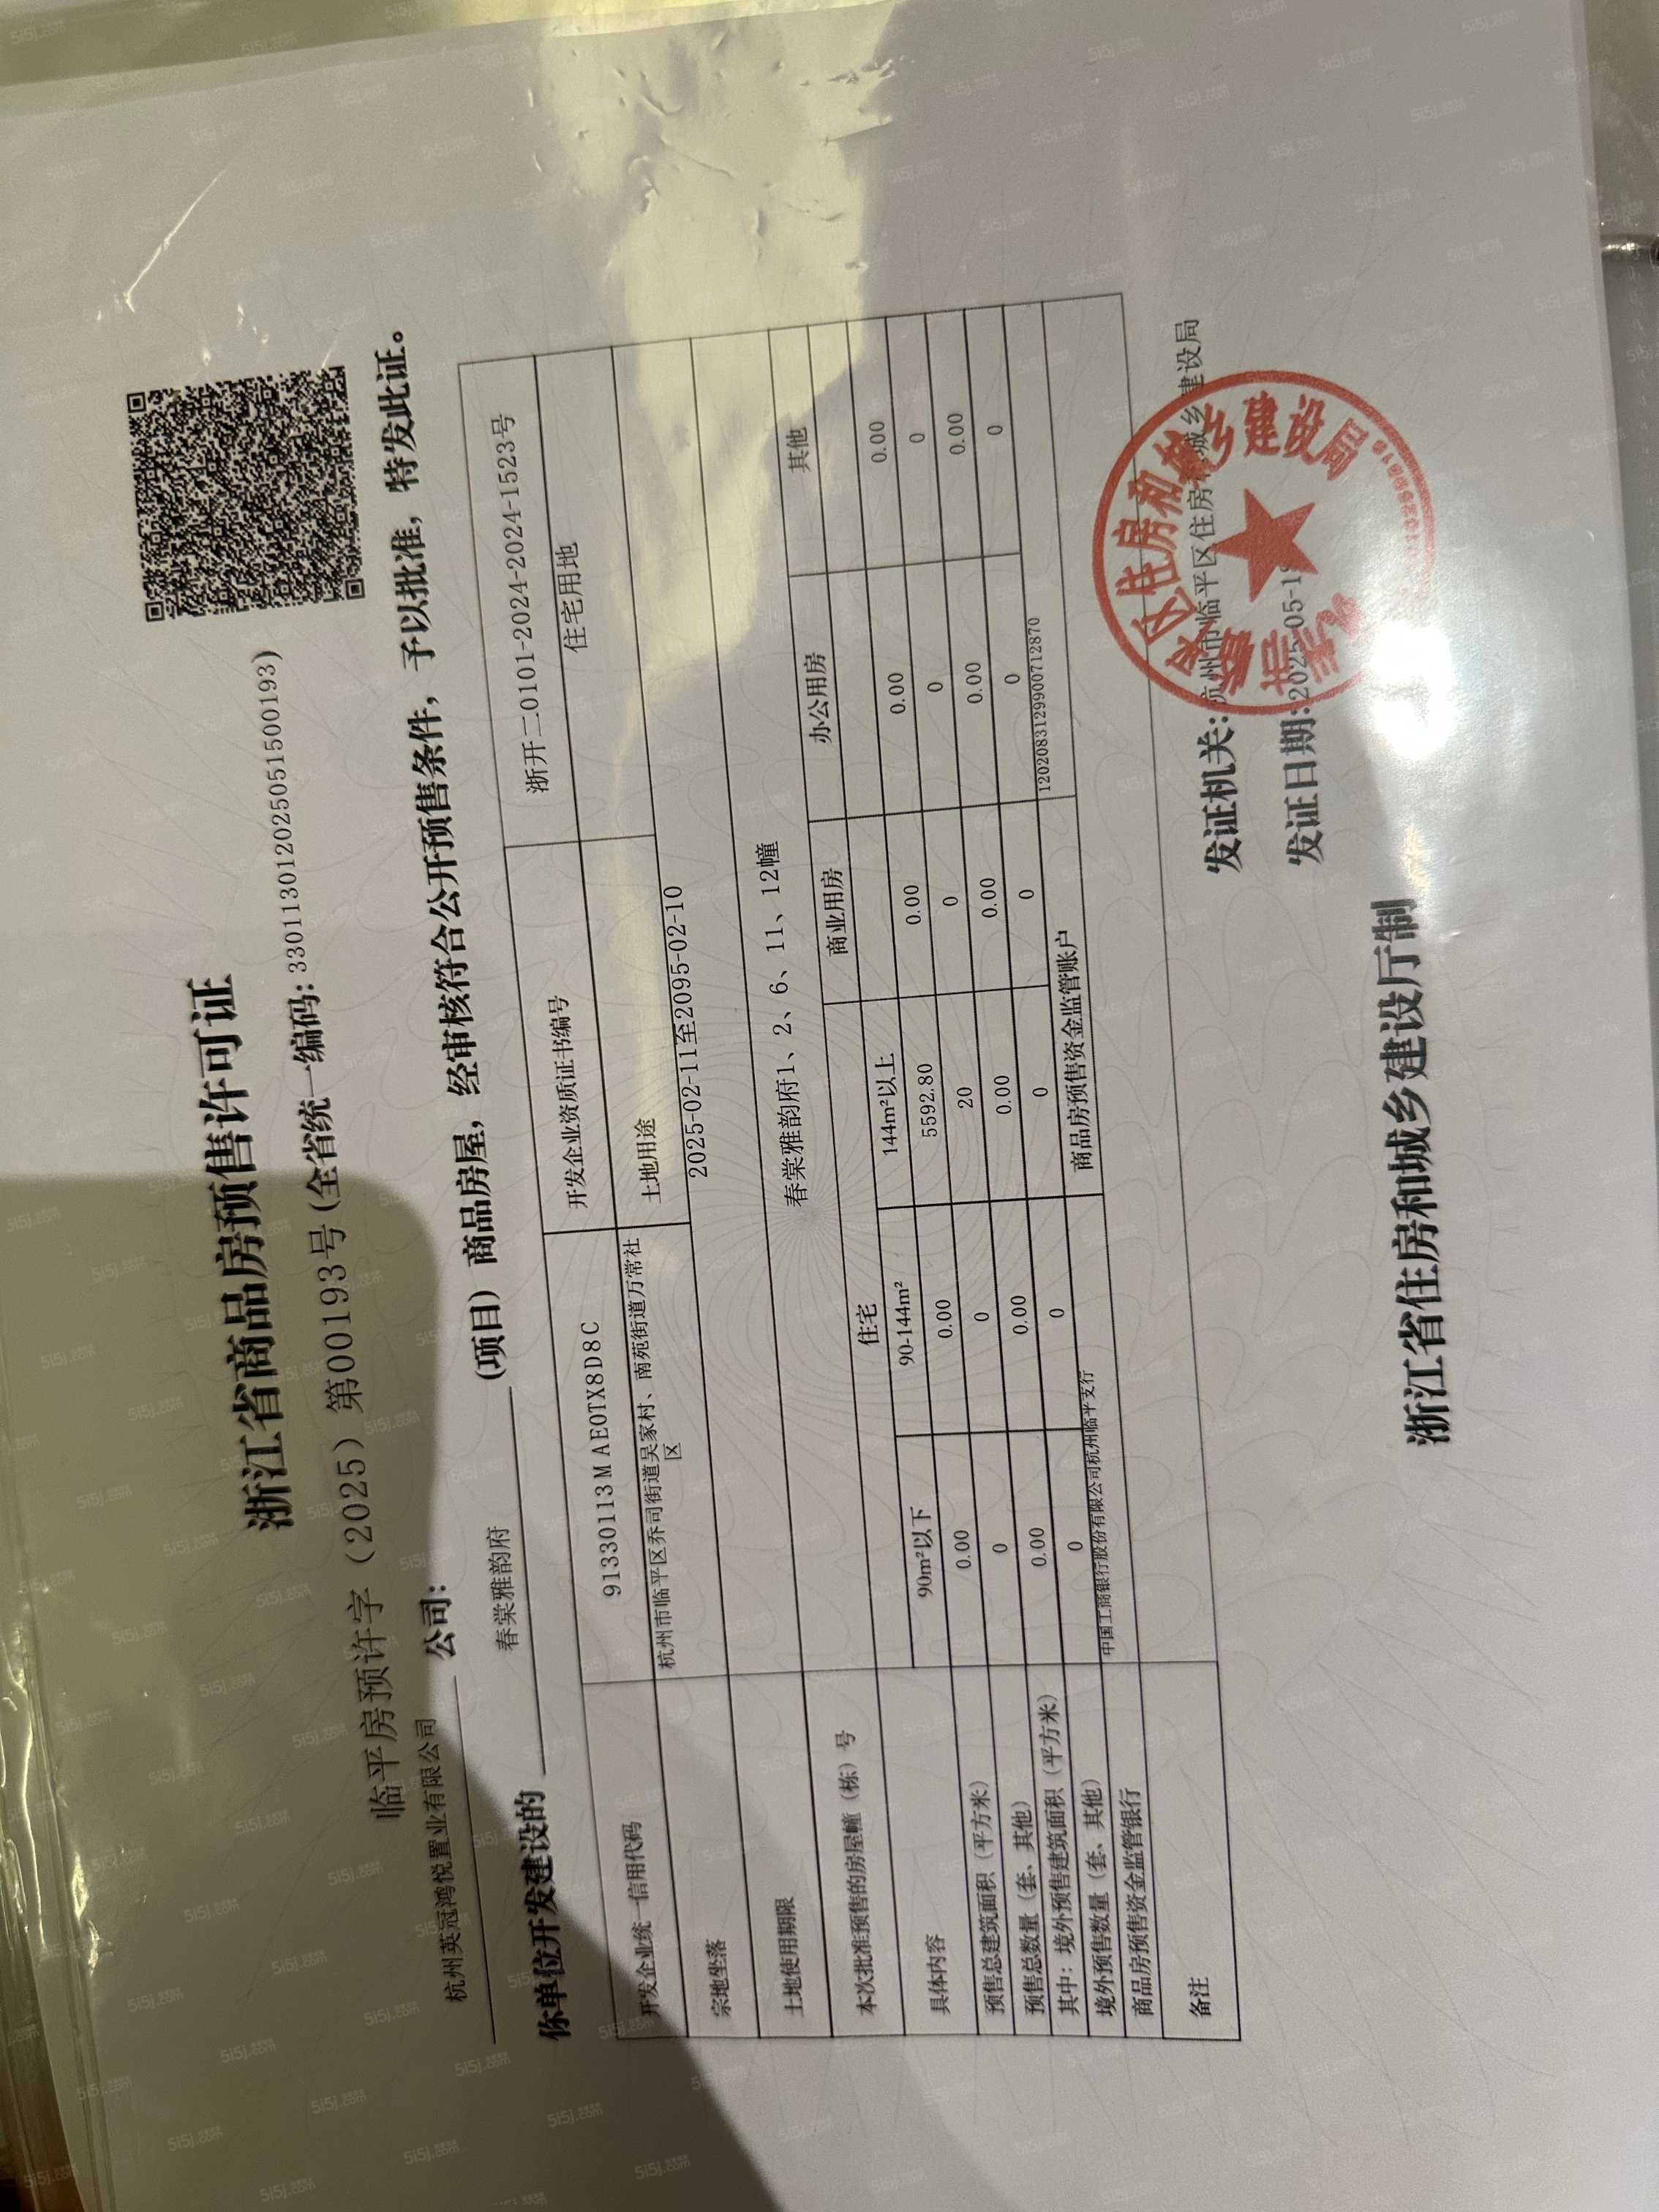 浙江省商品房预售许可证
临平房预许字（2025）第00193号(全省统一编码: 330113012025051500193)
杭州英冠鸿悦置业有限公司 公司:
你单位开发建设的 春棠雅韵府 (项目) 商品房屋, 经审核符合公开预售条件, 予以批准, 特发此证。
开发企业统一信用代码 91330113MAE0TX8D8C 开发企业资质证书编号 浙开二0101-2024-2024-1523号
宗地坐落 杭州市临平区乔司街道吴家村、南苑街道万常社区 土地用途 住宅用地
土地使用期限 2025-02-11至2095-02-10
本次批准预售的房屋幢（栋）号 春棠雅韵府1、2、6、11、12幢
具体内容 住宅 商业用房 办公用房 其他
90m²以下 90-144m² 144m²以上
预售总建筑面积（平方米） 0.00 0.00 5592.80 0.00 0.00 0.00
预售总数量（套、其他） 0 0 20 0 0 0
其中：境外预售建筑面积（平方米） 0.00 0.00 0.00 0.00 0.00 0.00
境外预售数量（套、其他） 0 0 0 0 0 0
商品房预售资金监管银行 中国工商银行股份有限公司杭州临平支行 商品房预售资金监管账户 1202083129900712870
备注
发证机关: 杭州市临平区住房和城乡建设局
发证日期: 2025-05-1
浙江省住房和城乡建设厅制
区住房和城乡建设局
5i5j.com